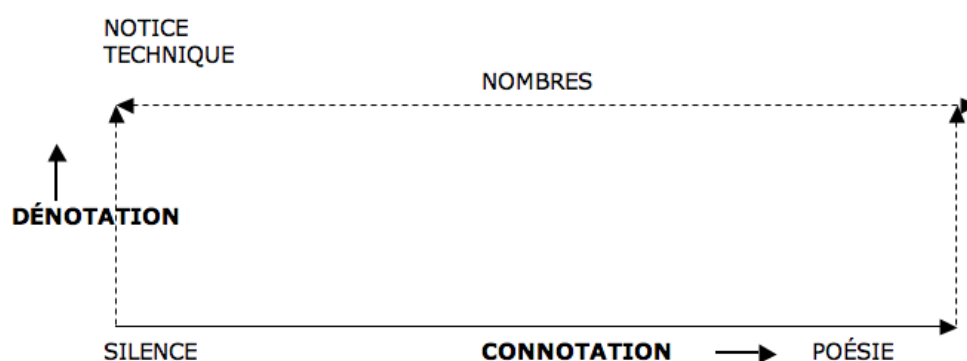 NOTICE
TECHNIQUE
NOMBRES
DÉNOTATION
SILENCE CONNOTATION POÉSIE